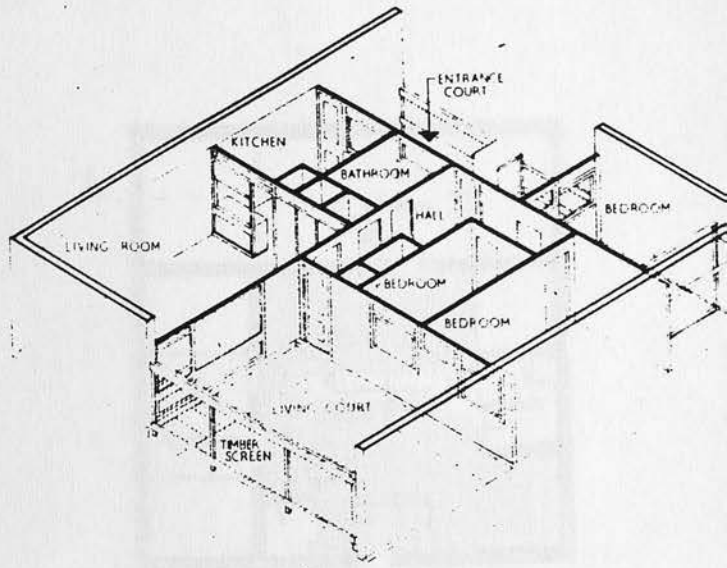 ENTRANCE
COURT
KITCHEN
BATHROOM
HALL
BEDROOM
LIVING ROOM
BEDROOM
BEDROOM
LIVING COURT
TIMBER
SCREEN